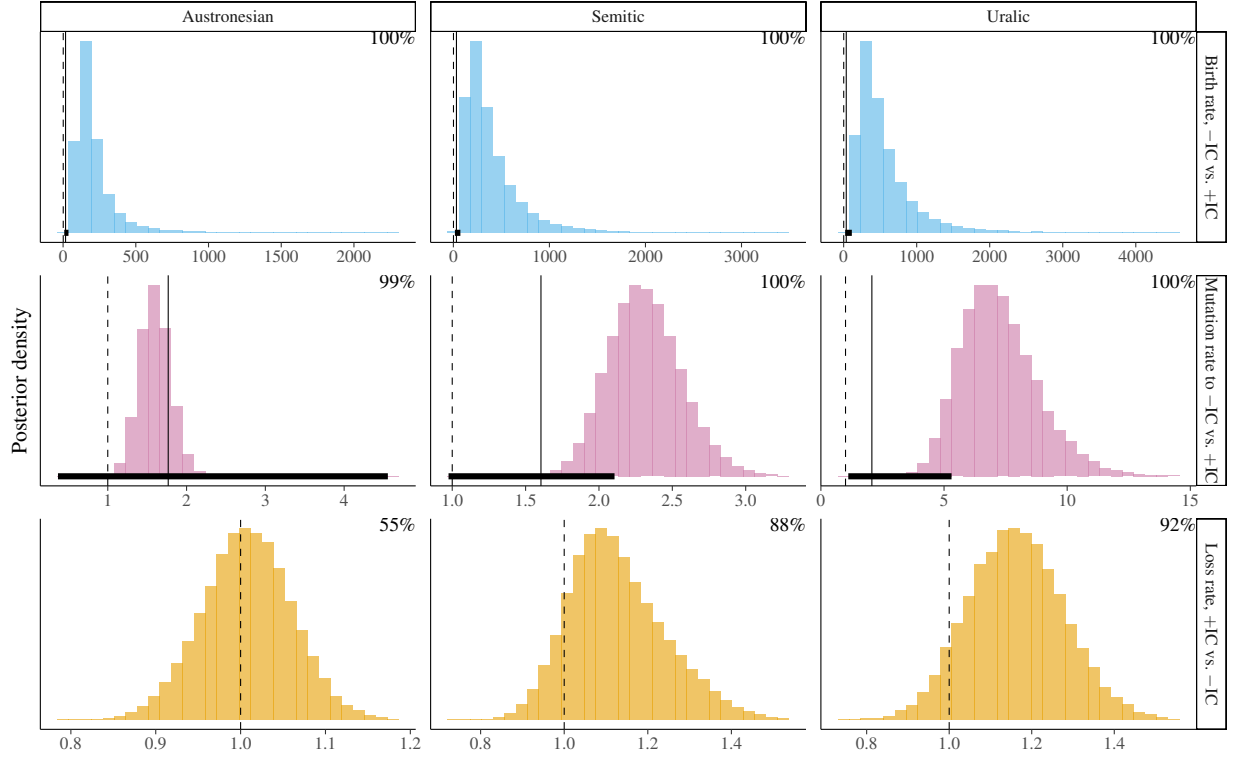 Austronesian Semitic Uralic
100% 100% 100%
Birth rate, −IC vs. +IC
0 500 1000 1500 2000 0 1000 2000 3000 0 1000 2000 3000 4000
99% 100% 100%
Mutation rate to −IC vs. +IC
Posterior density
1 2 3 4 1.0 1.5 2.0 2.5 3.0 0 5 10 15
55% 88% 92%
Loss rate, +IC vs. −IC
0.8 0.9 1.0 1.1 1.2 0.8 1.0 1.2 1.4 0.8 1.0 1.2 1.4